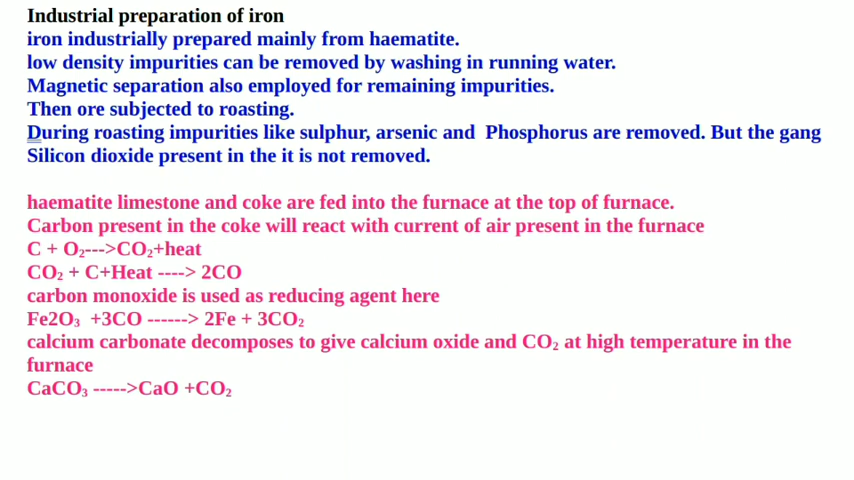 Industrial preparation of iron
iron industrially prepared mainly from haematite.
low density impurities can be removed by washing in running water.
Magnetic separation also employed for remaining impurities.
Then ore subjected to roasting.
During roasting impurities like sulphur, arsenic and  Phosphorus are removed. But the gang
Silicon dioxide present in the it is not removed.
haematite limestone and coke are fed into the furnace at the top of furnace.
Carbon present in the coke will react with current of air present in the furnace
C + O₂--->CO₂+heat
CO₂ + C+Heat ----> 2CO
carbon monoxide is used as reducing agent here
Fe2O₃  +3CO ------> 2Fe + 3CO₂
calcium carbonate decomposes to give calcium oxide and CO₂ at high temperature in the
furnace
CaCO₃ ----->CaO +CO₂